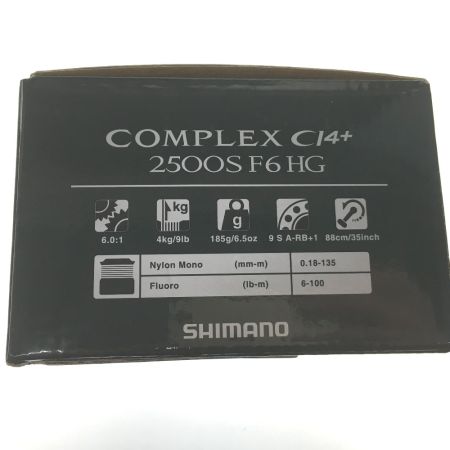 COMPLEX CI4+
2500S F6 HG
kg
g
6.0:1 4kg/9lb 185g/6.5oz 9 S A-RB+1 88cm/35inch
Nylon Mono (mm-m) 0.18-135
Fluoro (lb-m) 6-100
SHIMANO